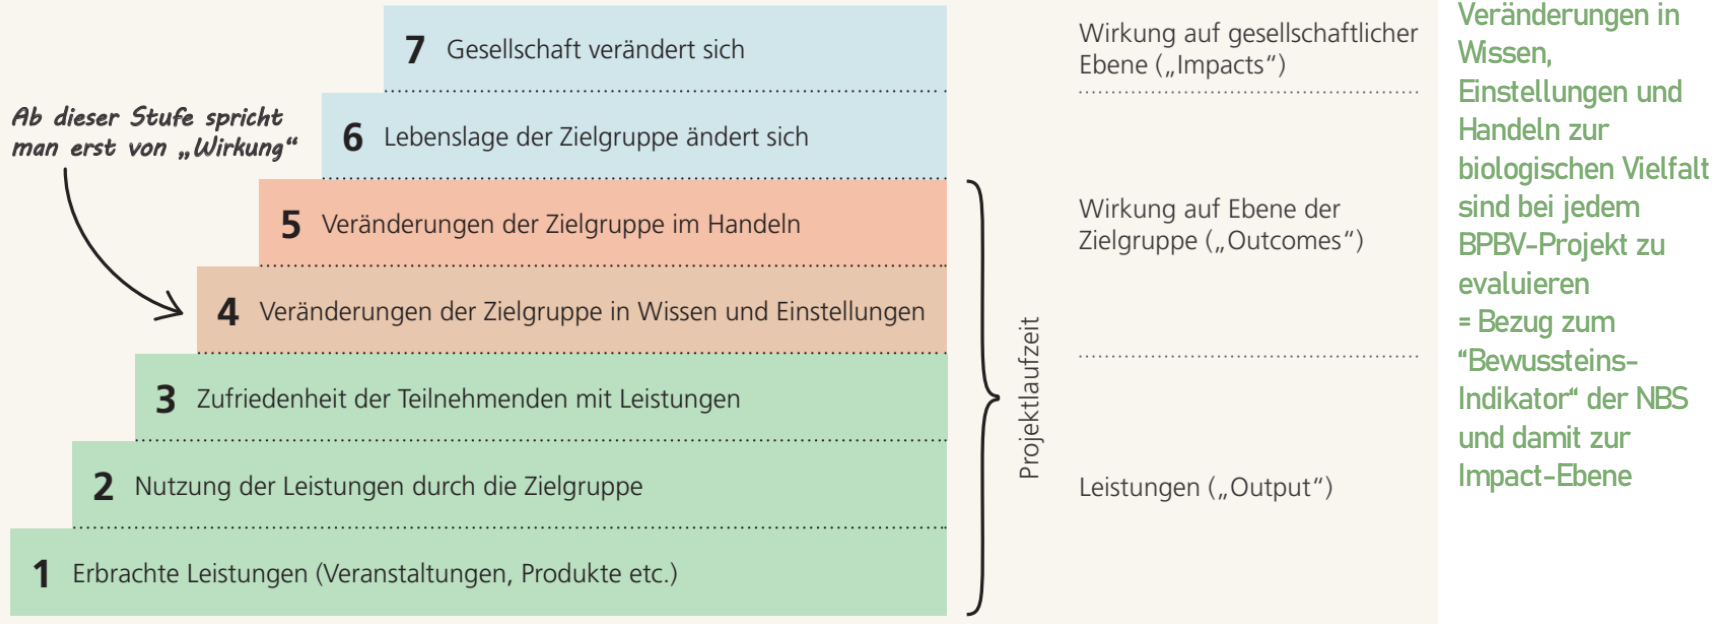 7 Gesellschaft verändert sich
Ab dieser Stufe spricht
man erst von „Wirkung“
6 Lebenslage der Zielgruppe ändert sich
5 Veränderungen der Zielgruppe im Handeln
4 Veränderungen der Zielgruppe in Wissen und Einstellungen
3 Zufriedenheit der Teilnehmenden mit Leistungen
2 Nutzung der Leistungen durch die Zielgruppe
1 Erbrachte Leistungen (Veranstaltungen, Produkte etc.)
Projektlaufzeit
Wirkung auf gesellschaftlicher
Ebene („Impacts“)
Wirkung auf Ebene der
Zielgruppe („Outcomes“)
Leistungen („Output“)
Veränderungen in
Wissen,
Einstellungen und
Handeln zur
biologischen Vielfalt
sind bei jedem
BPBV-Projekt zu
evaluieren
= Bezug zum
“Bewussteins-
Indikator“ der NBS
und damit zur
Impact-Ebene